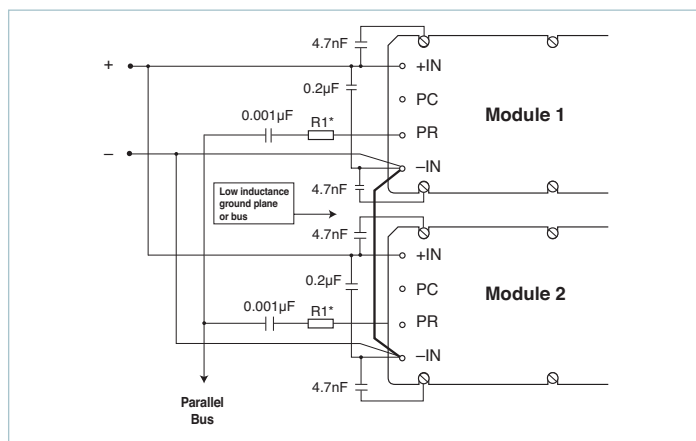 4.7nF
+
+IN
0.2µF
PC
Module 1
0.001µF
R1*
PR
–
–IN
4.7nF
Low inductance
ground plane
or bus
4.7nF
+IN
0.2µF
PC
Module 2
0.001µF
R1*
PR
–IN
4.7nF
Parallel
Bus